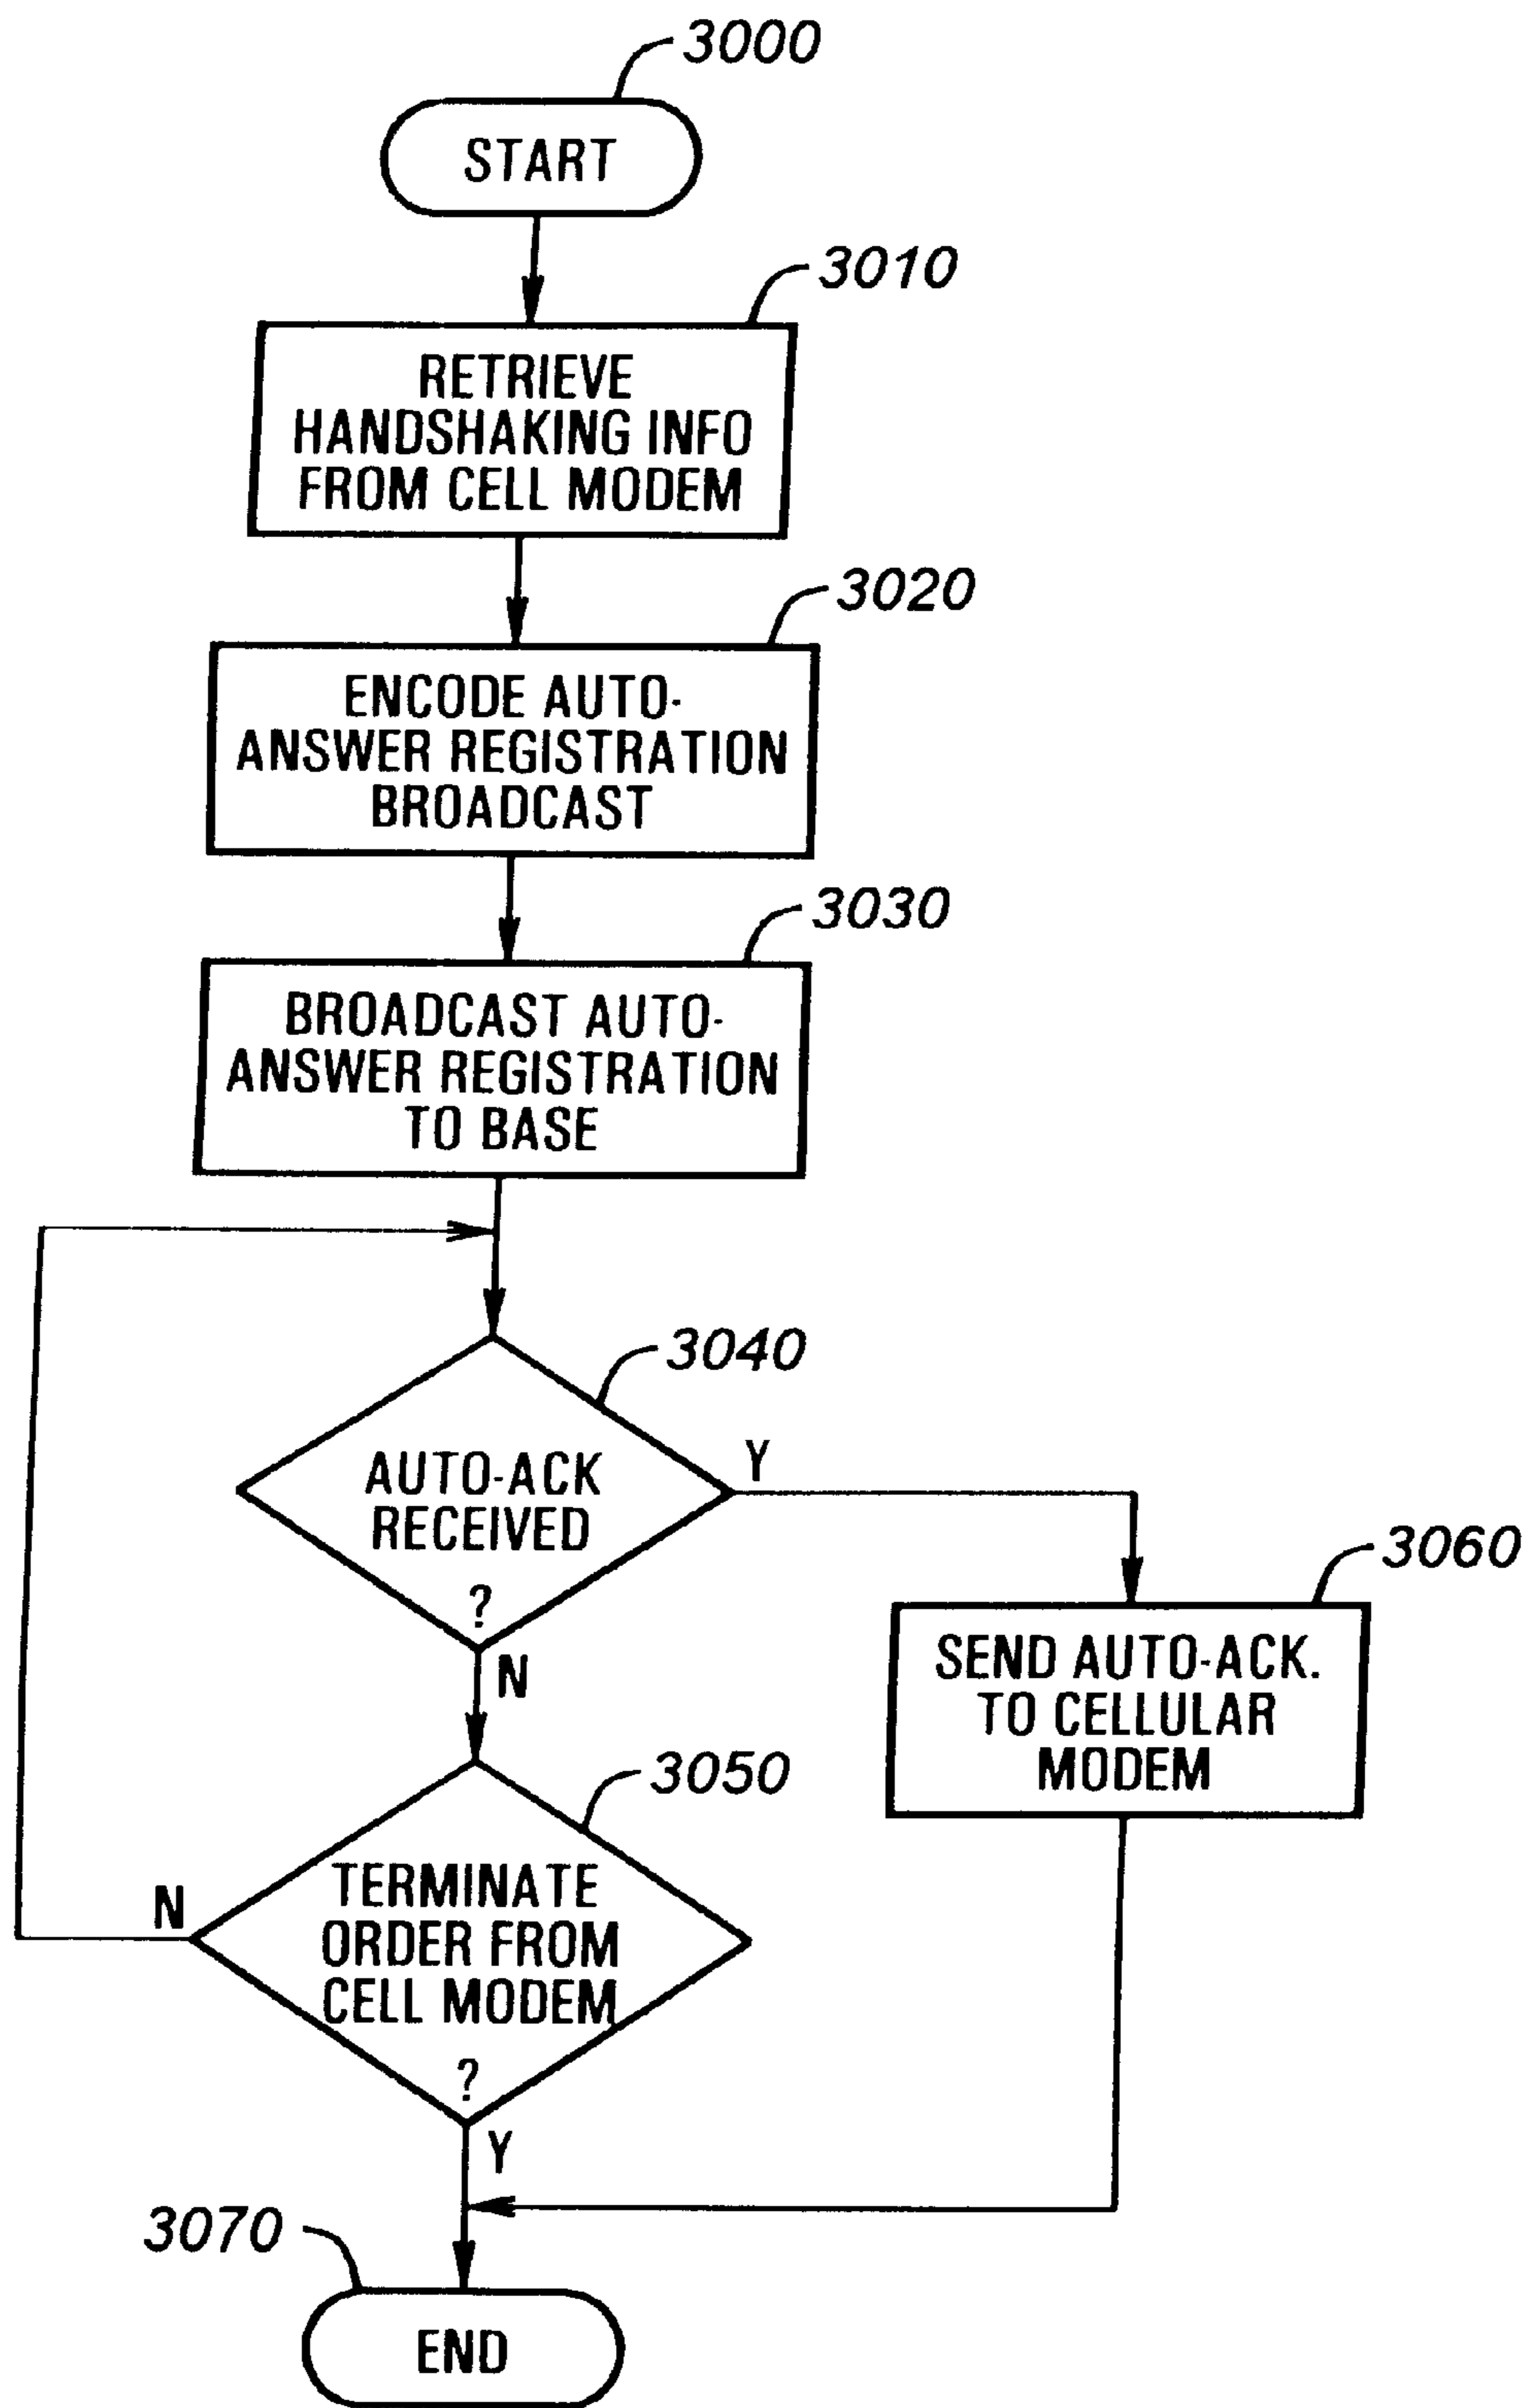 3000
START
3010
RETRIEVE
HANDSHAKING INFO
FROM CELL MODEM
3020
ENCODE AUTO-
ANSWER REGISTRATION
BROADCAST
3030
BROADCAST AUTO-
ANSWER REGISTRATION
TO BASE
3040
AUTO-ACK
RECEIVED
?
Y
N
3060
SEND AUTO-ACK.
TO CELLULAR
MODEM
3050
TERMINATE
ORDER FROM
CELL MODEM
?
N
Y
3070
END